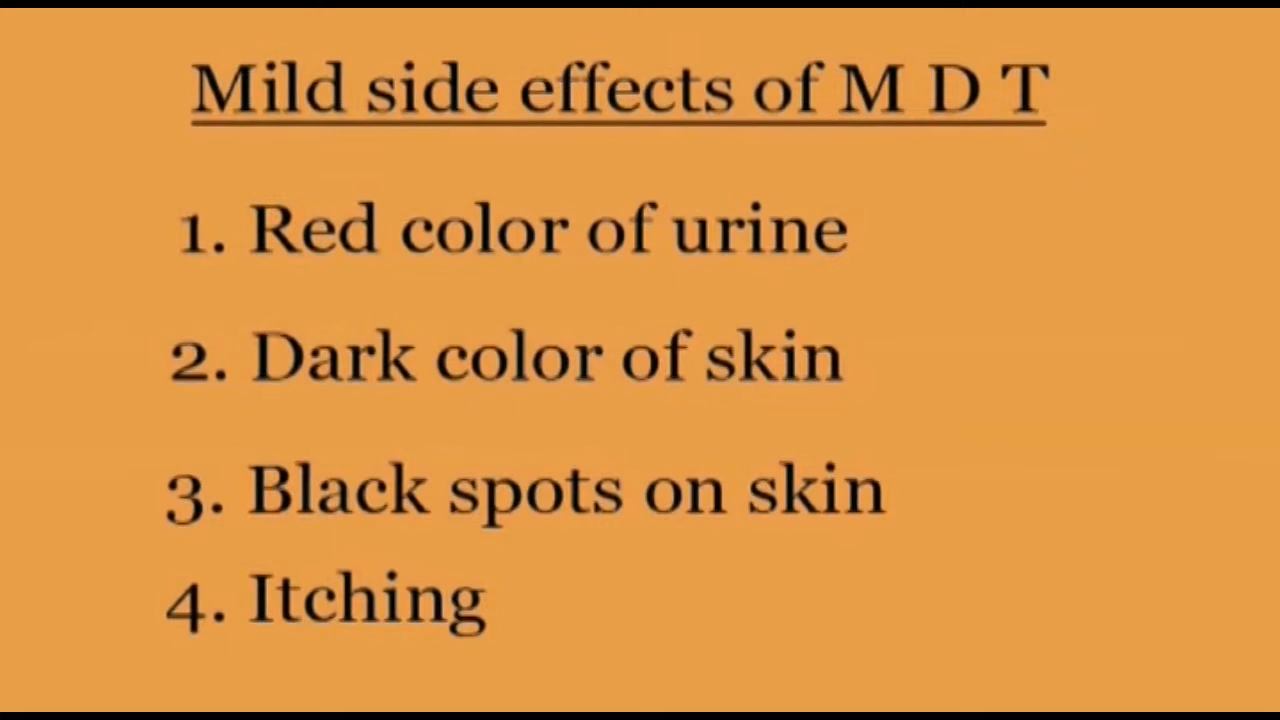 Mild side effects of M D T
1. Red color of urine
2. Dark color of skin
3. Black spots on skin
4. Itching